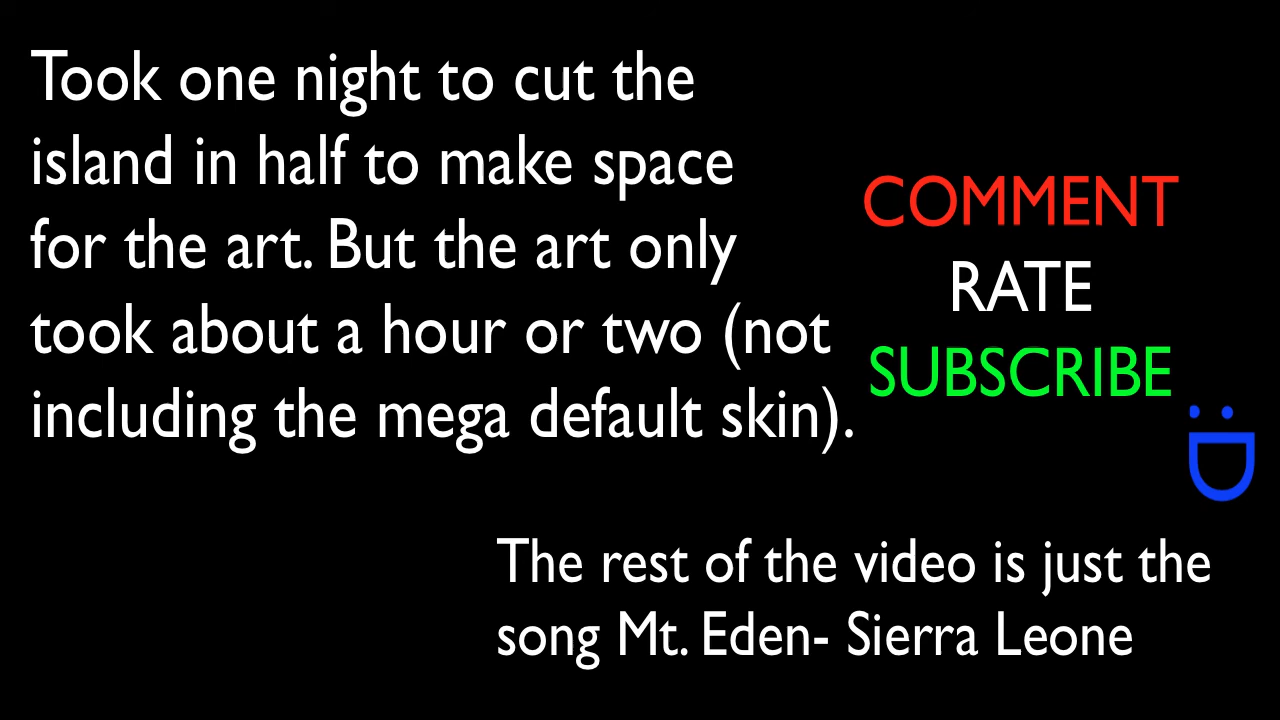 Took one night to cut the
island in half to make space
for the art. But the art only
took about a hour or two (not
including the mega default skin).
COMMENT
RATE
SUBSCRIBE
:D
The rest of the video is just the
song Mt. Eden- Sierra Leone